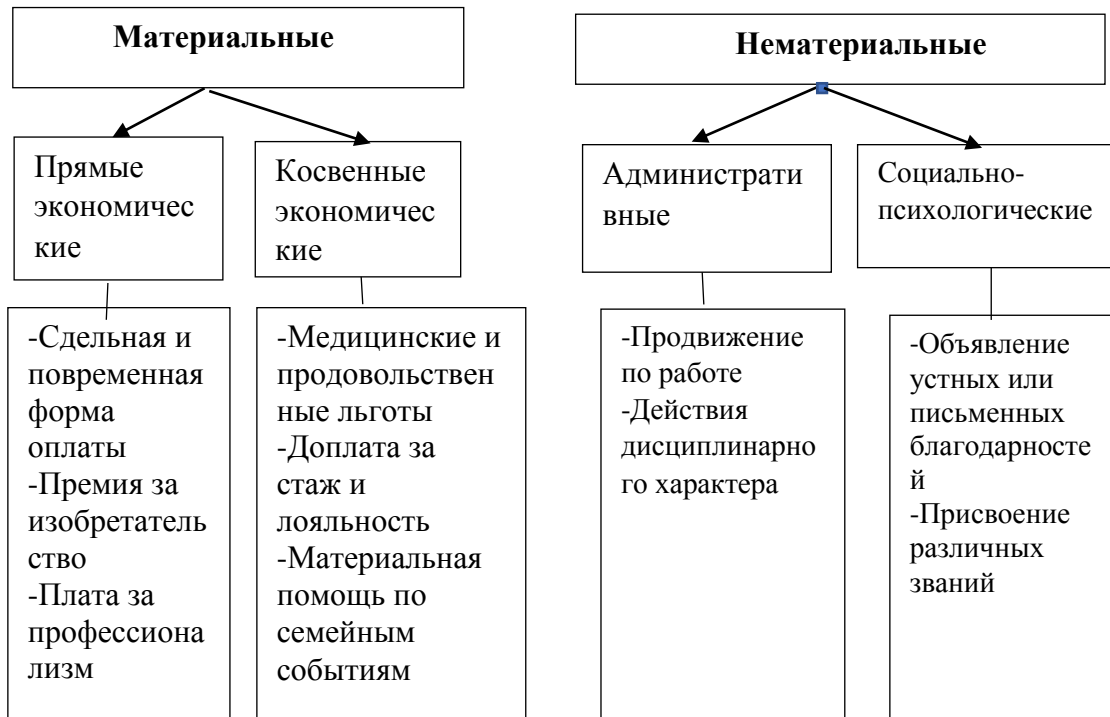 Материальные
Нематериальные
Прямые
экономичес
кие
Косвенные
экономичес
кие
Администрати
вные
Социально-
психологические
-Сдельная и
повременная
форма
оплаты
-Премия за
изобретатель
ство
-Плата за
профессиона
лизм
-Медицинские и
продовольствен
ные льготы
-Доплата за
стаж и
лояльность
-Материальная
помощь по
семейным
событиям
-Продвижение
по работе
-Действия
дисциплинарно
го характера
-Объявление
устных или
письменных
благодарносте
й
-Присвоение
различных
званий